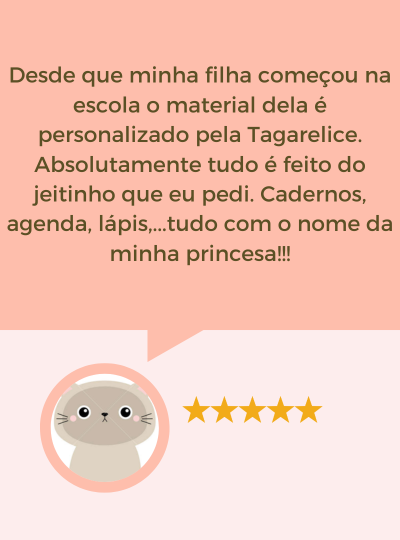 Desde que minha filha começou na
escola o material dela é
personalizado pela Tagarelice.
Absolutamente tudo é feito do
jeitinho que eu pedi. Cadernos,
agenda, lápis,...tudo com o nome da
minha princesa!!!